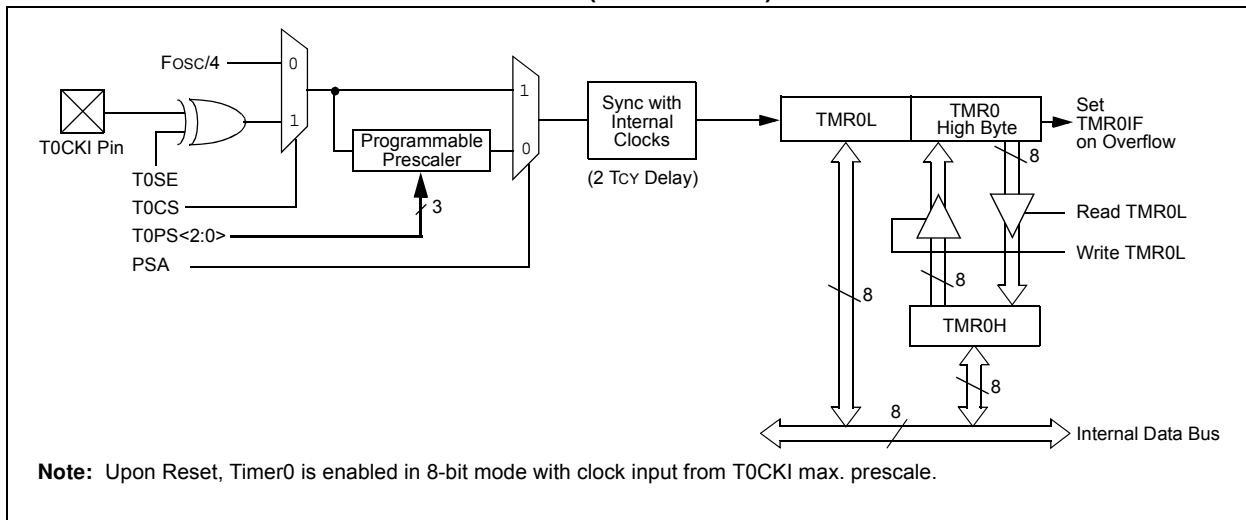 FOSC/4
0
1
T0CKI Pin
T0SE
T0CS
T0PS<2:0>
PSA
Programmable
Prescaler
3
1
0
Sync with
Internal
Clocks
(2 TCY Delay)
TMR0L
TMR0
High Byte
Set
TMR0IF
on Overflow
8
Read TMR0L
Write TMR0L
8
8
TMR0H
8
8
Internal Data Bus
Note: Upon Reset, Timer0 is enabled in 8-bit mode with clock input from T0CKI max. prescale.